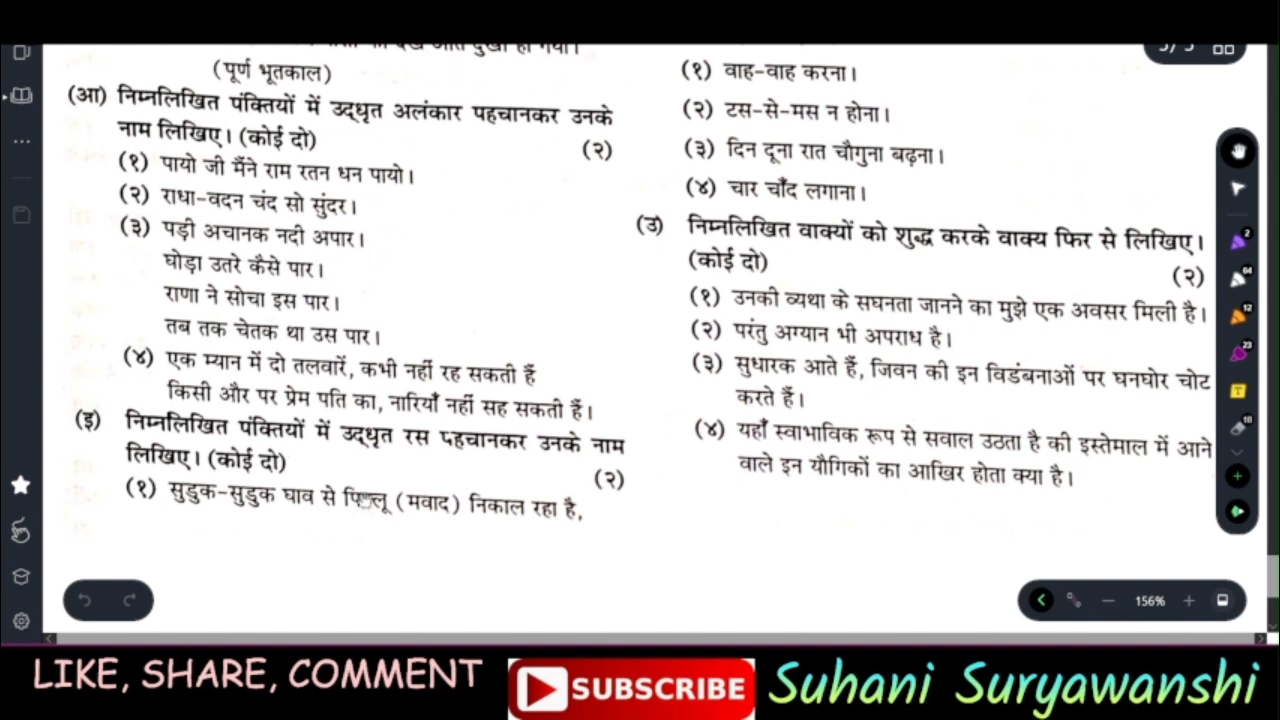 (पूर्ण भूतकाल)
(आ) निम्नलिखित पंक्तियों में उद्धृत अलंकार पहचानकर उनके
नाम लिखिए। (कोई दो) (२)
(१) पायो जी मैंने राम रतन धन पायो।
(२) राधा-वदन चंद सो सुंदर।
(३) पड़ी अचानक नदी अपार।
घोड़ा उतरे कैसे पार।
राणा ने सोचा इस पार।
तब तक चेतक था उस पार।
(४) एक म्यान में दो तलवारें, कभी नहीं रह सकती हैं
किसी और पर प्रेम पति का, नारियाँ नहीं सह सकती हैं।
(इ) निम्नलिखित पंक्तियों में उद्धृत रस पहचानकर उनके नाम
लिखिए। (कोई दो) (२)
(१) सुडुक-सुडुक घाव से (मवाद) निकाल रहा है,
(१) वाह-वाह करना।
(२) टस-से-मस न होना।
(३) दिन दूना रात चौगुना बढ़ना।
(४) चार चाँद लगाना।
(उ) निम्नलिखित वाक्यों को शुद्ध करके वाक्य फिर से लिखिए।
(कोई दो) (२)
(१) उनकी व्यथा के सघनता जानने का मुझे एक अवसर मिली है।
(२) परंतु अग्यान भी अपराध है।
(३) सुधारक आते हैं, जिवन की इन विडंबनाओं पर घनघोर चोट
करते हैं।
(४) यहाँ स्वाभाविक रूप से सवाल उठता है की इस्तेमाल में आने
वाले इन यौगिकों का आखिर होता क्या है।
2
64
12
23
T
10
156%
LIKE, SHARE, COMMENT
SUBSCRIBE
Suhani Suryawanshi